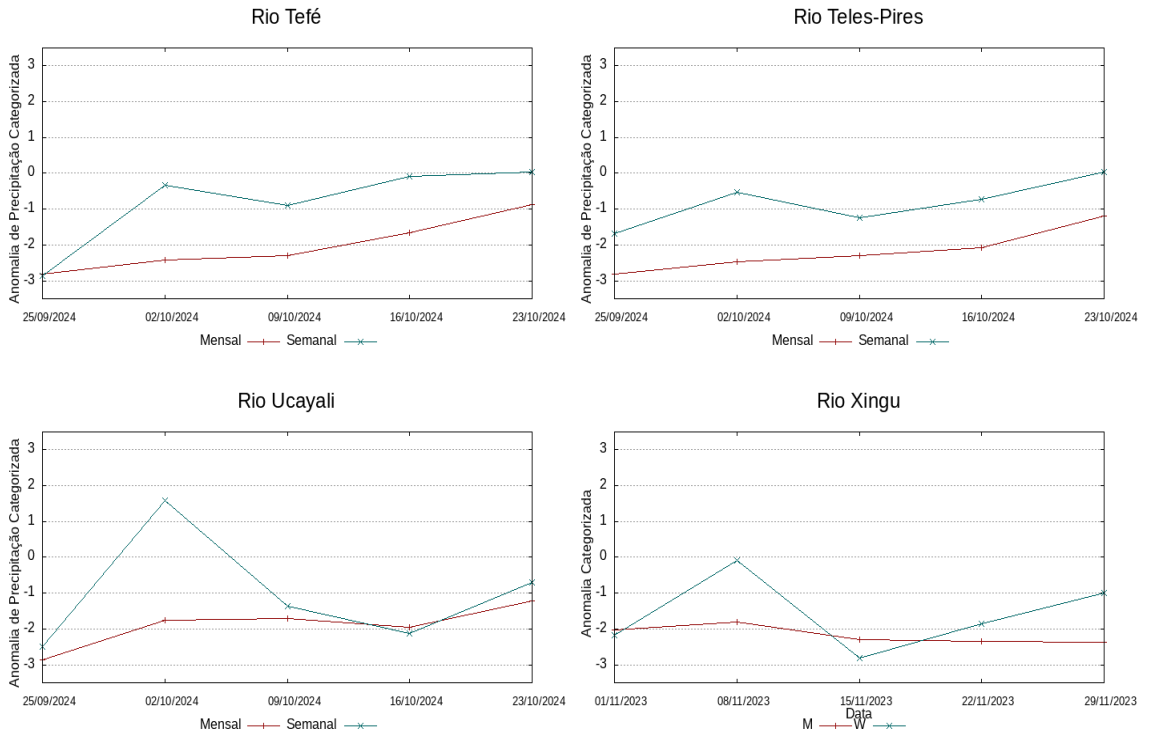 Rio Tefé
Anomalia de Precipitação Categorizada
3
2
1
0
-1
-2
-3
25/09/2024 02/10/2024 09/10/2024 16/10/2024 23/10/2024
Mensal Semanal
Rio Teles-Pires
Anomalia de Precipitação Categorizada
3
2
1
0
-1
-2
-3
25/09/2024 02/10/2024 09/10/2024 16/10/2024 23/10/2024
Mensal Semanal
Rio Ucayali
Anomalia de Precipitação Categorizada
3
2
1
0
-1
-2
-3
25/09/2024 02/10/2024 09/10/2024 16/10/2024 23/10/2024
Mensal Semanal
Rio Xingu
Anomalia Categorizada
3
2
1
0
-1
-2
-3
01/11/2023 08/11/2023 15/11/2023 22/11/2023 29/11/2023
Data
M W